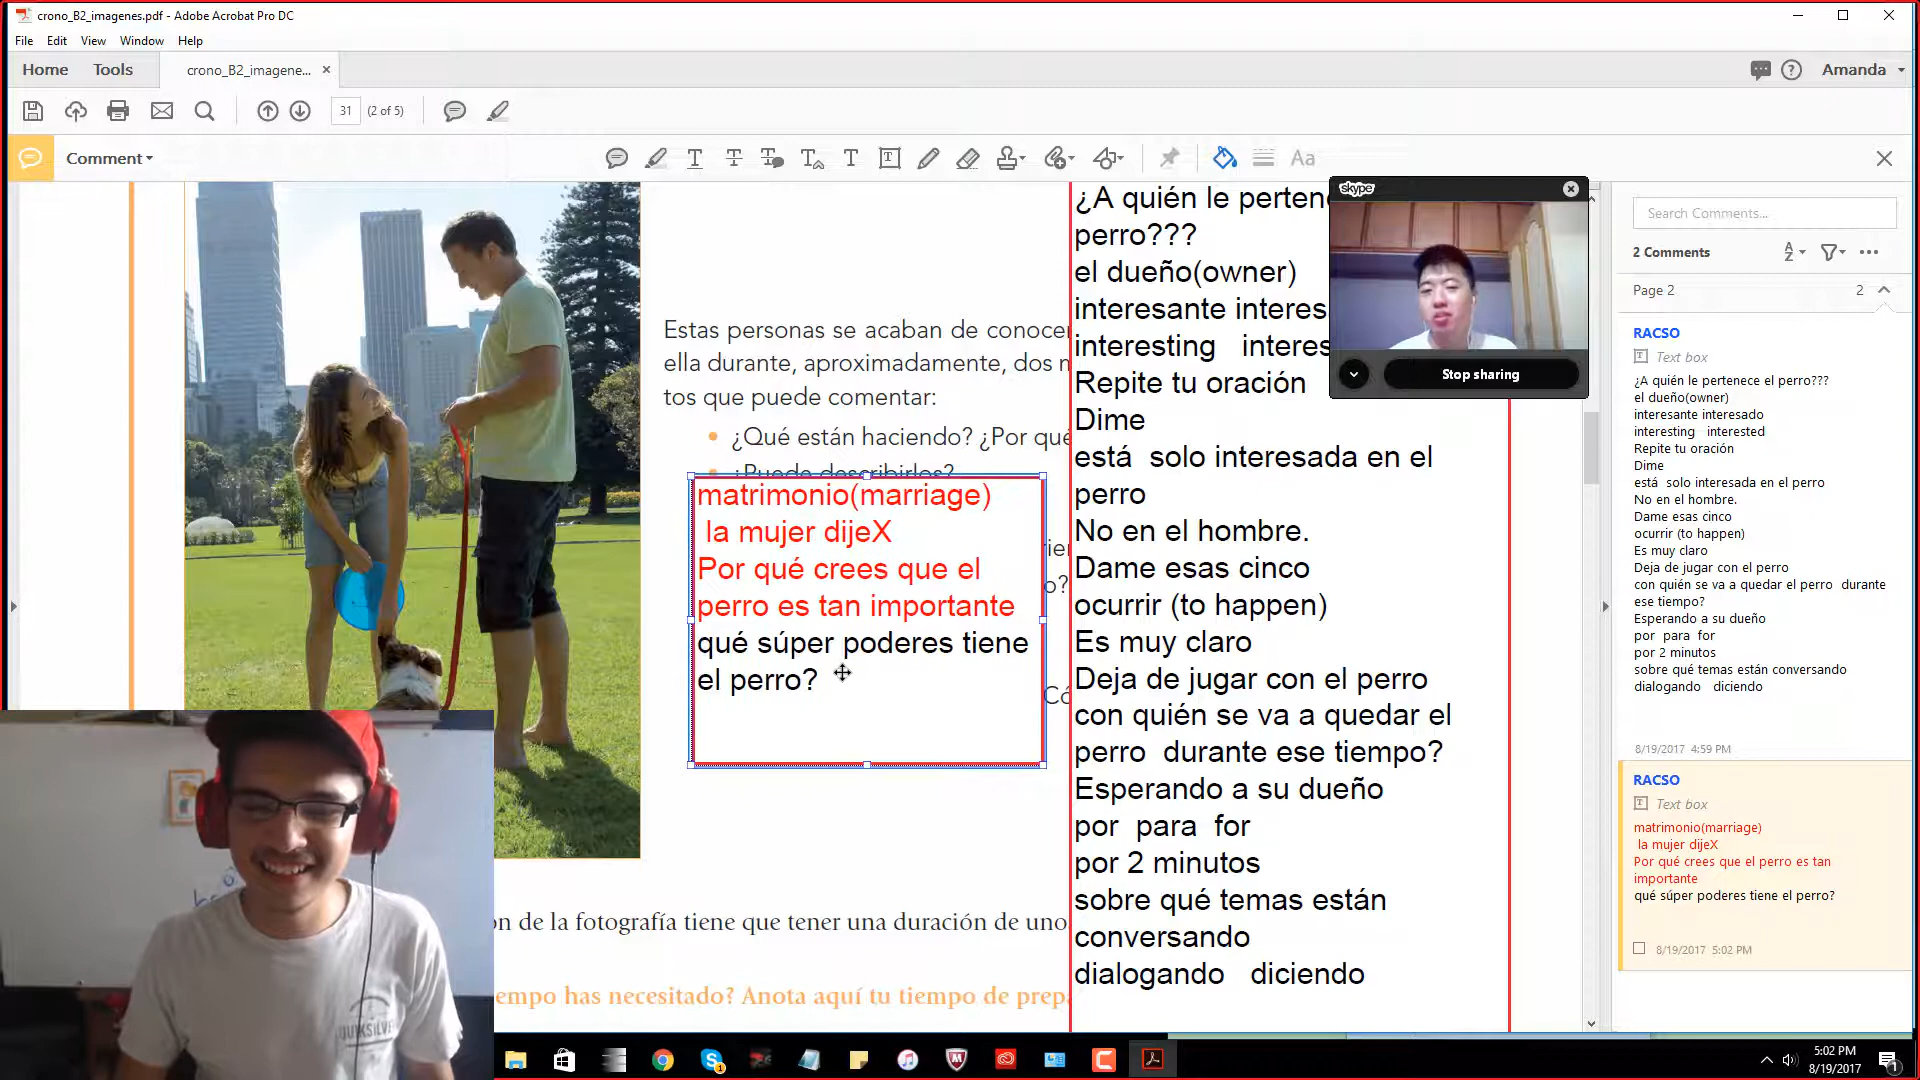 crono_B2_imagenes.pdf - Adobe Acrobat Pro DC
File Edit View Window Help
Home Tools crono_B2_imagene... Amanda
31 (2 of 5)
Comment
Aa
Estas personas se acaban de conocer
ella durante, aproximadamente, dos
tos que puede comentar:
• ¿Qué están haciendo? ¿Por qué
• ¿Puede describirlos?
matrimonio(marriage)
la mujer dijeX
Por qué crees que el
perro es tan importante
qué súper poderes tiene
el perro?
ón de la fotografía tiene que tener una duración de uno
empo has necesitado? Anota aquí tu tiempo de prepa
¿A quién le pertene
perro???
el dueño(owner)
interesante interes
interesting interes
Repite tu oración
Dime
está solo interesada en el
perro
No en el hombre.
Dame esas cinco
ocurrir (to happen)
Es muy claro
Deja de jugar con el perro
con quién se va a quedar el
perro durante ese tiempo?
Esperando a su dueño
por para for
por 2 minutos
sobre qué temas están
conversando
dialogando diciendo
skype
Stop sharing
Search Comments...
2 Comments
Page 2 2
RACSO
Text box
¿A quién le pertenece el perro???
el dueño(owner)
interesante interesado
interesting interested
Repite tu oración
Dime
está solo interesada en el perro
No en el hombre.
Dame esas cinco
ocurrir (to happen)
Es muy claro
Deja de jugar con el perro
con quién se va a quedar el perro durante
ese tiempo?
Esperando a su dueño
por para for
por 2 minutos
sobre qué temas están conversando
dialogando diciendo
8/19/2017 4:59 PM
RACSO
Text box
matrimonio(marriage)
la mujer dijeX
Por qué crees que el perro es tan
importante
qué súper poderes tiene el perro?
8/19/2017 5:02 PM
QUIKSILVER
5:02 PM
8/19/2017